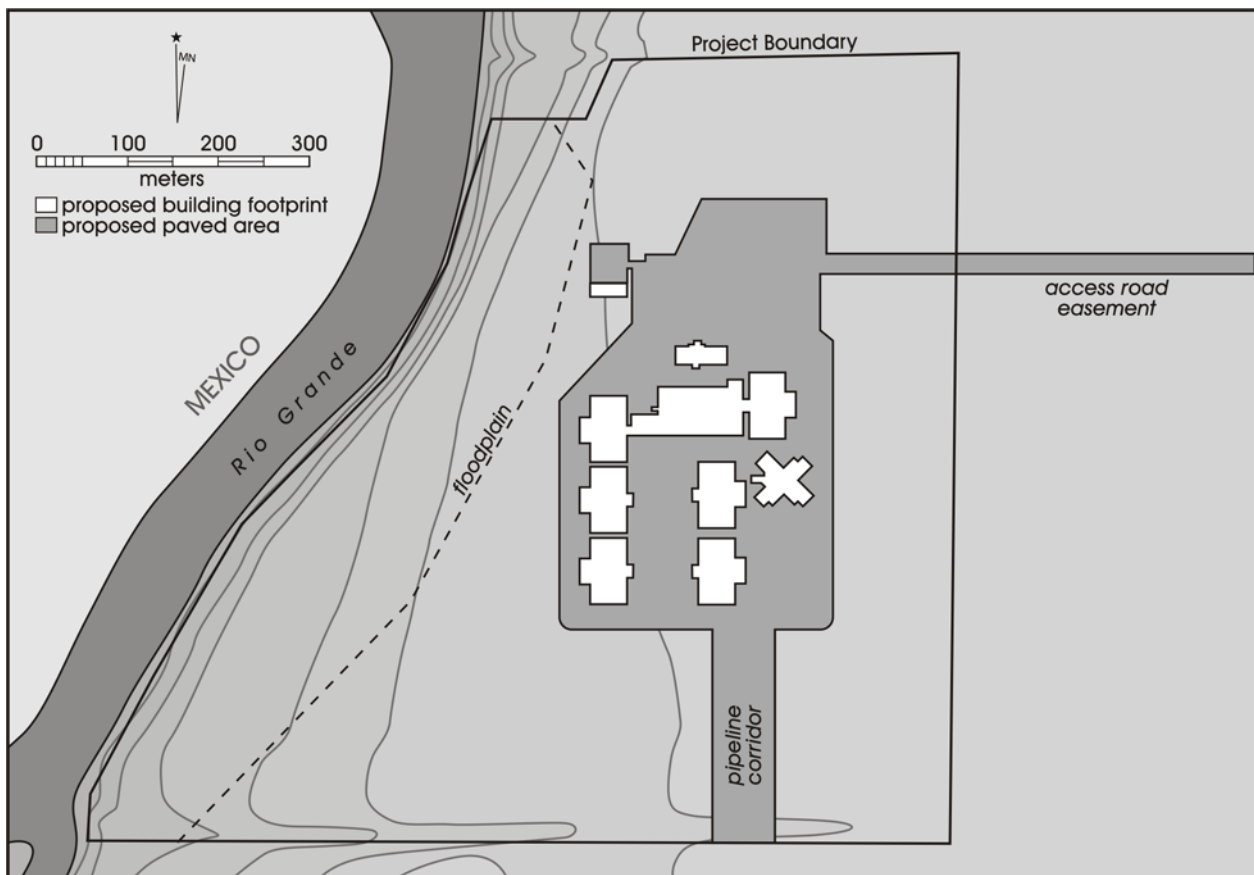 Project Boundary
★
MN
0 100 200 300
meters
proposed building footprint
proposed paved area
access road
easement
MEXICO
Rio Grande
floodplain
pipeline
corridor